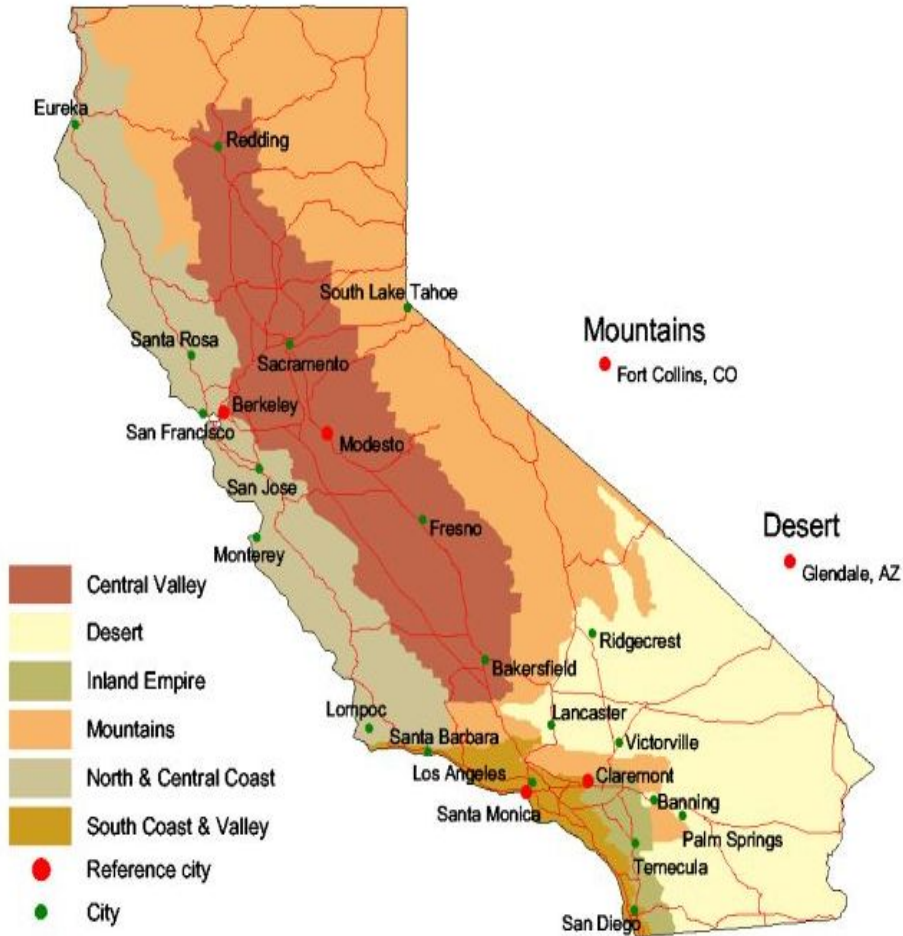 Eureka
Redding
South Lake Tahoe
Mountains
Santa Rosa
Sacramento
Fort Collins, CO
Berkeley
San Francisco
Modesto
San Jose
Fresno
Desert
Monterey
Glendale, AZ
Central Valley
Desert
Ridgecrest
Inland Empire
Bakersfield
Mountains
Lompoc
Lancaster
Santa Barbara
Victorville
North & Central Coast
Los Angeles
Claremont
Banning
Santa Monica
South Coast & Valley
Palm Springs
Temecula
Reference city
City
San Diego